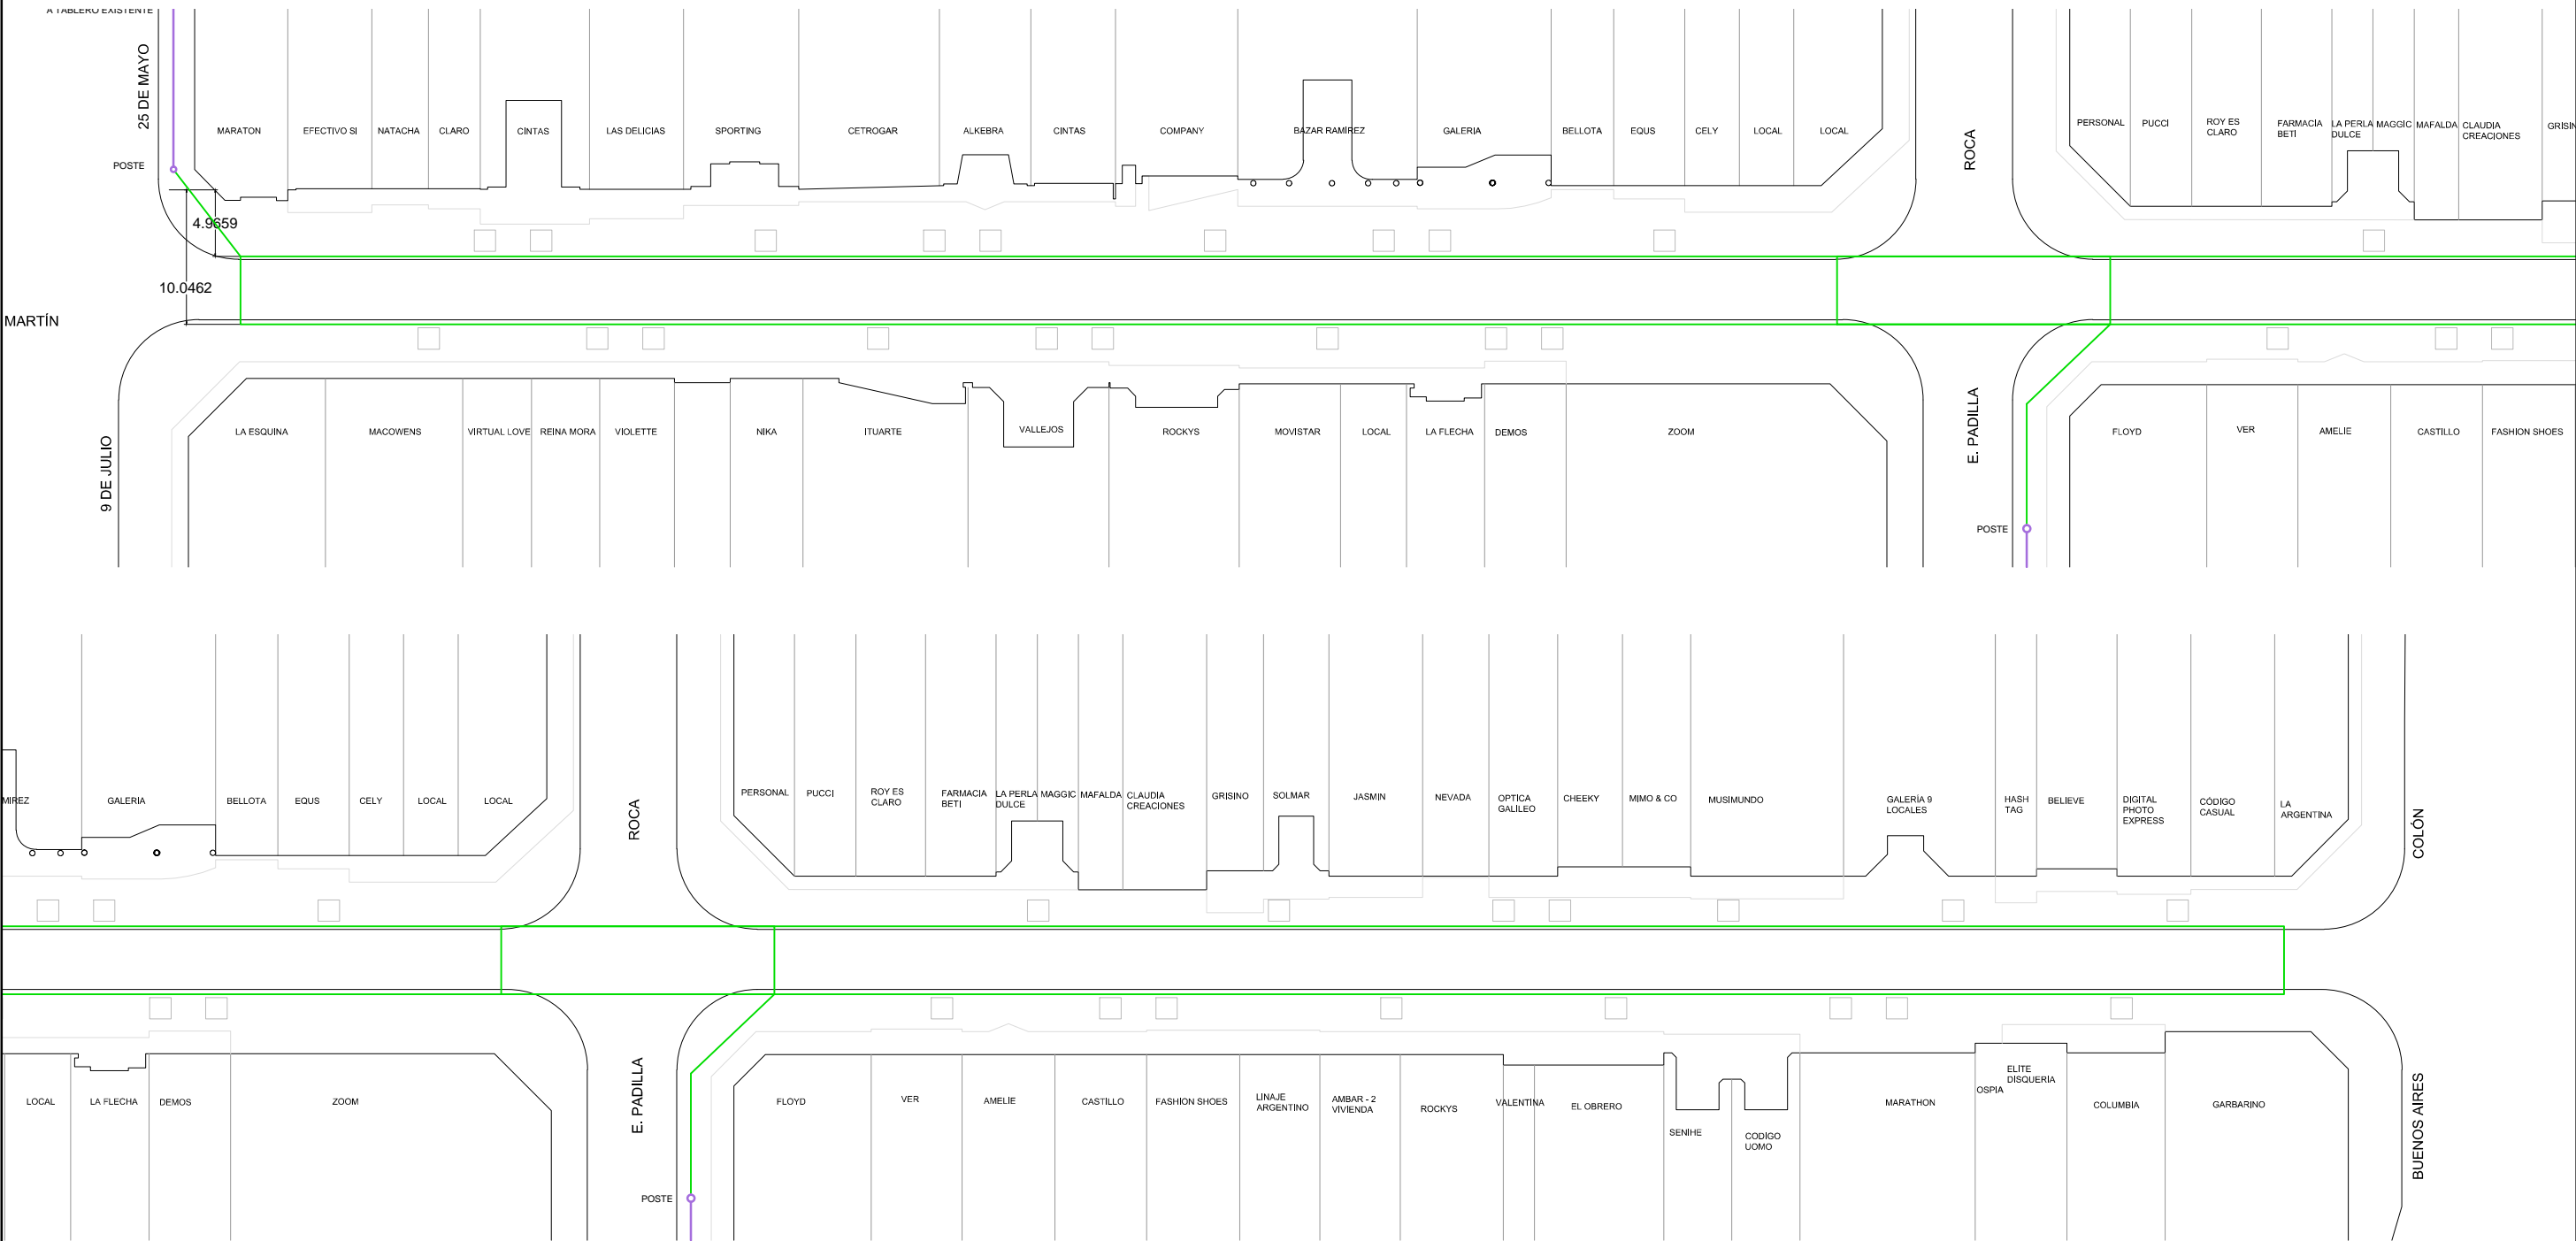 A TABLERO EXISTENTE
25 DE MAYO
POSTE
MARATON
EFECTIVO SI
NATACHA
CLARO
CINTAS
LAS DELICIAS
SPORTING
CETROGAR
ALKEBRA
CINTAS
COMPANY
BAZAR RAMIREZ
GALERIA
BELLOTA
EQUS
CELY
LOCAL
LOCAL
ROCA
PERSONAL
PUCCI
ROY ES
CLARO
FARMACIA
BETI
LA PERLA
DULCE
MAGGIC
MAFALDA
CLAUDIA
CREACIONES
GRISIN
4.9659
10.0462
MARTÍN
9 DE JULIO
LA ESQUINA
MACOWENS
VIRTUAL LOVE
REINA MORA
VIOLETTE
NIKA
ITUARTE
VALLEJOS
ROCKYS
MOVISTAR
LOCAL
LA FLECHA
DEMOS
ZOOM
E. PADILLA
POSTE
FLOYD
VER
AMELIE
CASTILLO
FASHION SHOES
MIREZ
GALERIA
BELLOTA
EQUS
CELY
LOCAL
LOCAL
ROCA
PERSONAL
PUCCI
ROY ES
CLARO
FARMACIA
BETI
LA PERLA
DULCE
MAGGIC
MAFALDA
CLAUDIA
CREACIONES
GRISINO
SOLMAR
JASMIN
NEVADA
OPTICA
GALILEO
CHEEKY
MIMO & CO
MUSIMUNDO
GALERÍA 9
LOCALES
HASH
TAG
BELIEVE
DIGITAL
PHOTO
EXPRESS
CÓDIGO
CASUAL
LA
ARGENTINA
COLÓN
LOCAL
LA FLECHA
DEMOS
ZOOM
E. PADILLA
POSTE
FLOYD
VER
AMELIE
CASTILLO
FASHION SHOES
LINAJE
ARGENTINO
AMBAR - 2
VIVIENDA
ROCKYS
VALENTINA
EL OBRERO
SENIHE
CODIGO
UOMO
MARATHON
OSPIA
ELITE
DISQUERIA
COLUMBIA
GARBARINO
BUENOS AIRES